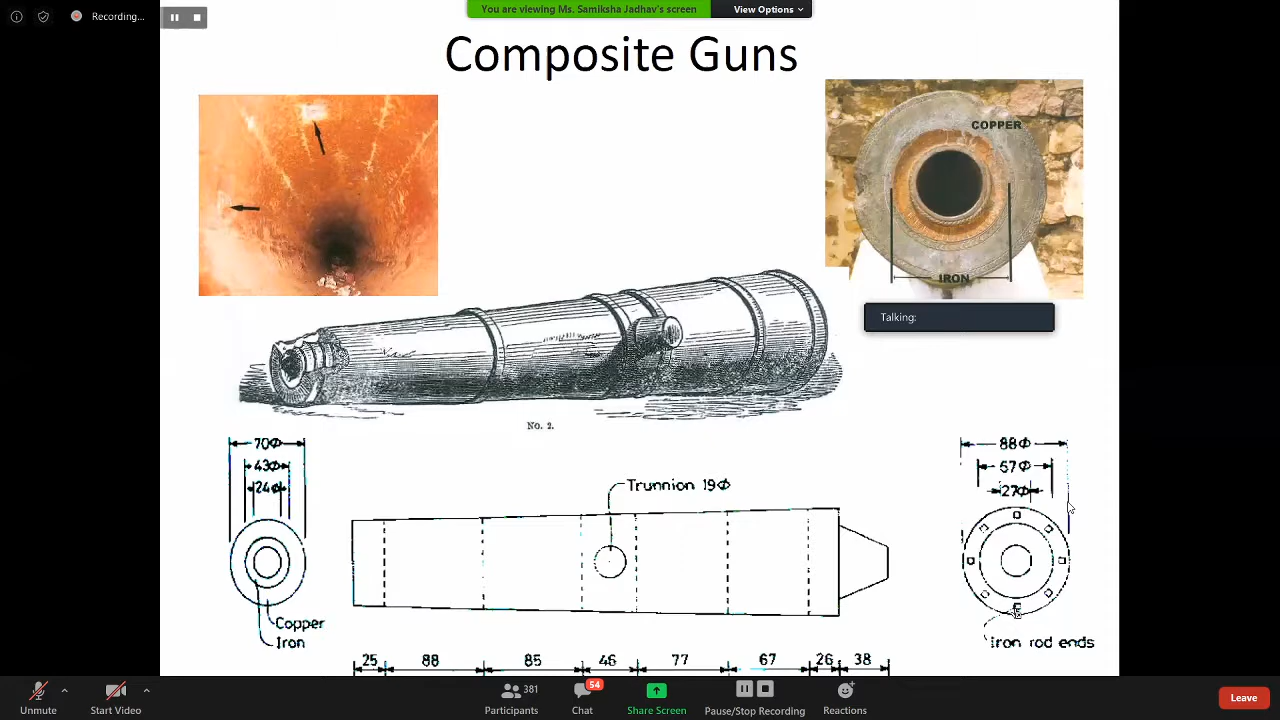 Recording...
You are viewing Ms. Samiksha Jadhav's screen
View Options
Composite Guns
COPPER
IRON
Talking:
No. 2.
70Φ
43Φ
24Φ
Trunnion 19Φ
88Φ
57Φ
27Φ
Copper
Iron
Iron rod ends
25 88 85 46 77 67 26 38
Unmute
Start Video
381
Participants
54
Chat
Share Screen
Pause/Stop Recording
Reactions
Leave